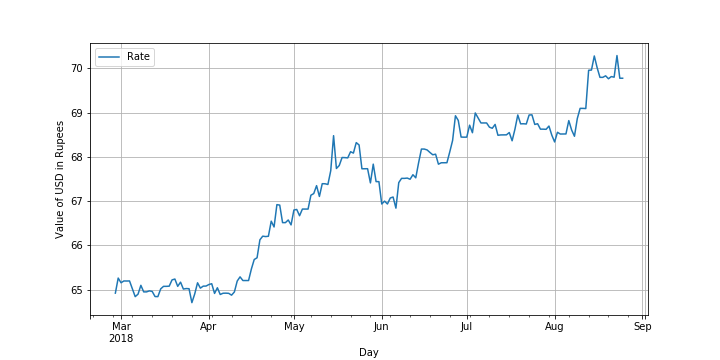 Rate
Value of USD in Rupees
70
69
68
67
66
65
Mar
2018
Apr
May
Jun
Jul
Aug
Sep
Day